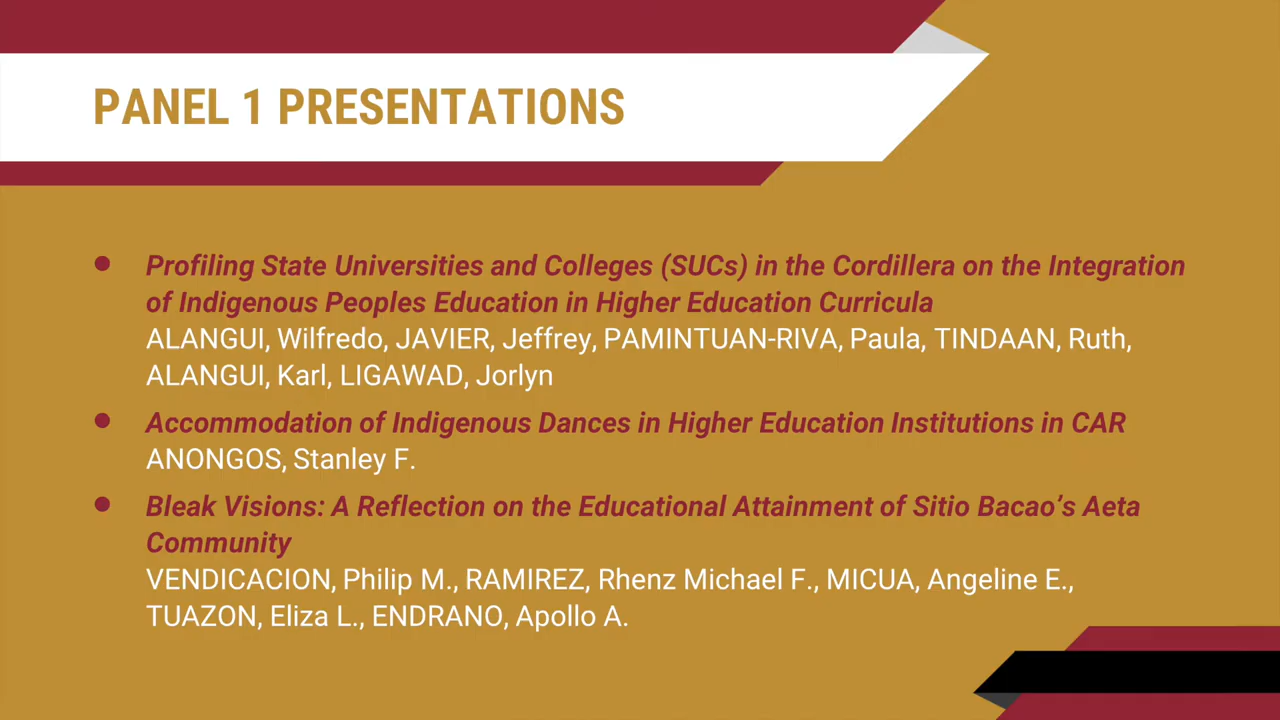 PANEL 1 PRESENTATIONS
● Profiling State Universities and Colleges (SUCs) in the Cordillera on the Integration
of Indigenous Peoples Education in Higher Education Curricula
ALANGUI, Wilfredo, JAVIER, Jeffrey, PAMINTUAN-RIVA, Paula, TINDAAN, Ruth,
ALANGUI, Karl, LIGAWAD, Jorlyn
● Accommodation of Indigenous Dances in Higher Education Institutions in CAR
ANONGOS, Stanley F.
● Bleak Visions: A Reflection on the Educational Attainment of Sitio Bacao’s Aeta
Community
VENDICACION, Philip M., RAMIREZ, Rhenz Michael F., MICUA, Angeline E.,
TUAZON, Eliza L., ENDRANO, Apollo A.